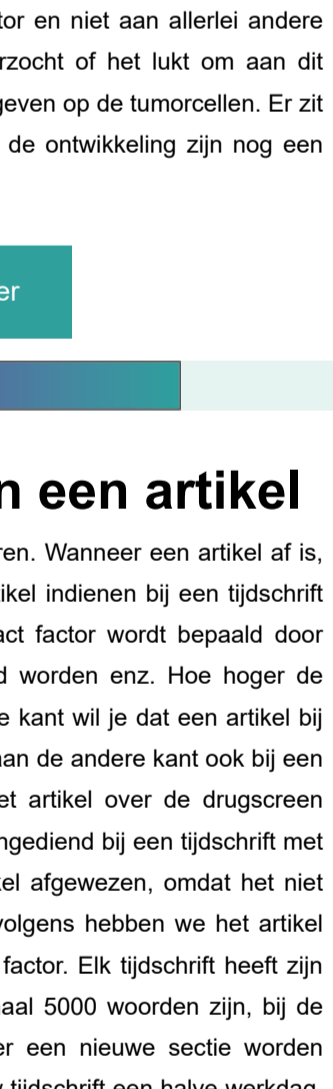 tor en niet aan allerlei andere
rzocht of het lukt om aan dit
geven op de tumorcellen. Er zit
de ontwikkeling zijn nog een
er
n een artikel
ren. Wanneer een artikel af is,
ikel indienen bij een tijdschrift
act factor wordt bepaald door
d worden enz. Hoe hoger de
e kant wil je dat een artikel bij
aan de andere kant ook bij een
et artikel over de drugscreen
ngediend bij een tijdschrift met
kel afgewezen, omdat het niet
volgens hebben we het artikel
factor. Elk tijdschrift heeft zijn
aal 5000 woorden zijn, bij de
er een nieuwe sectie worden
tijdschrift een halve werkdag